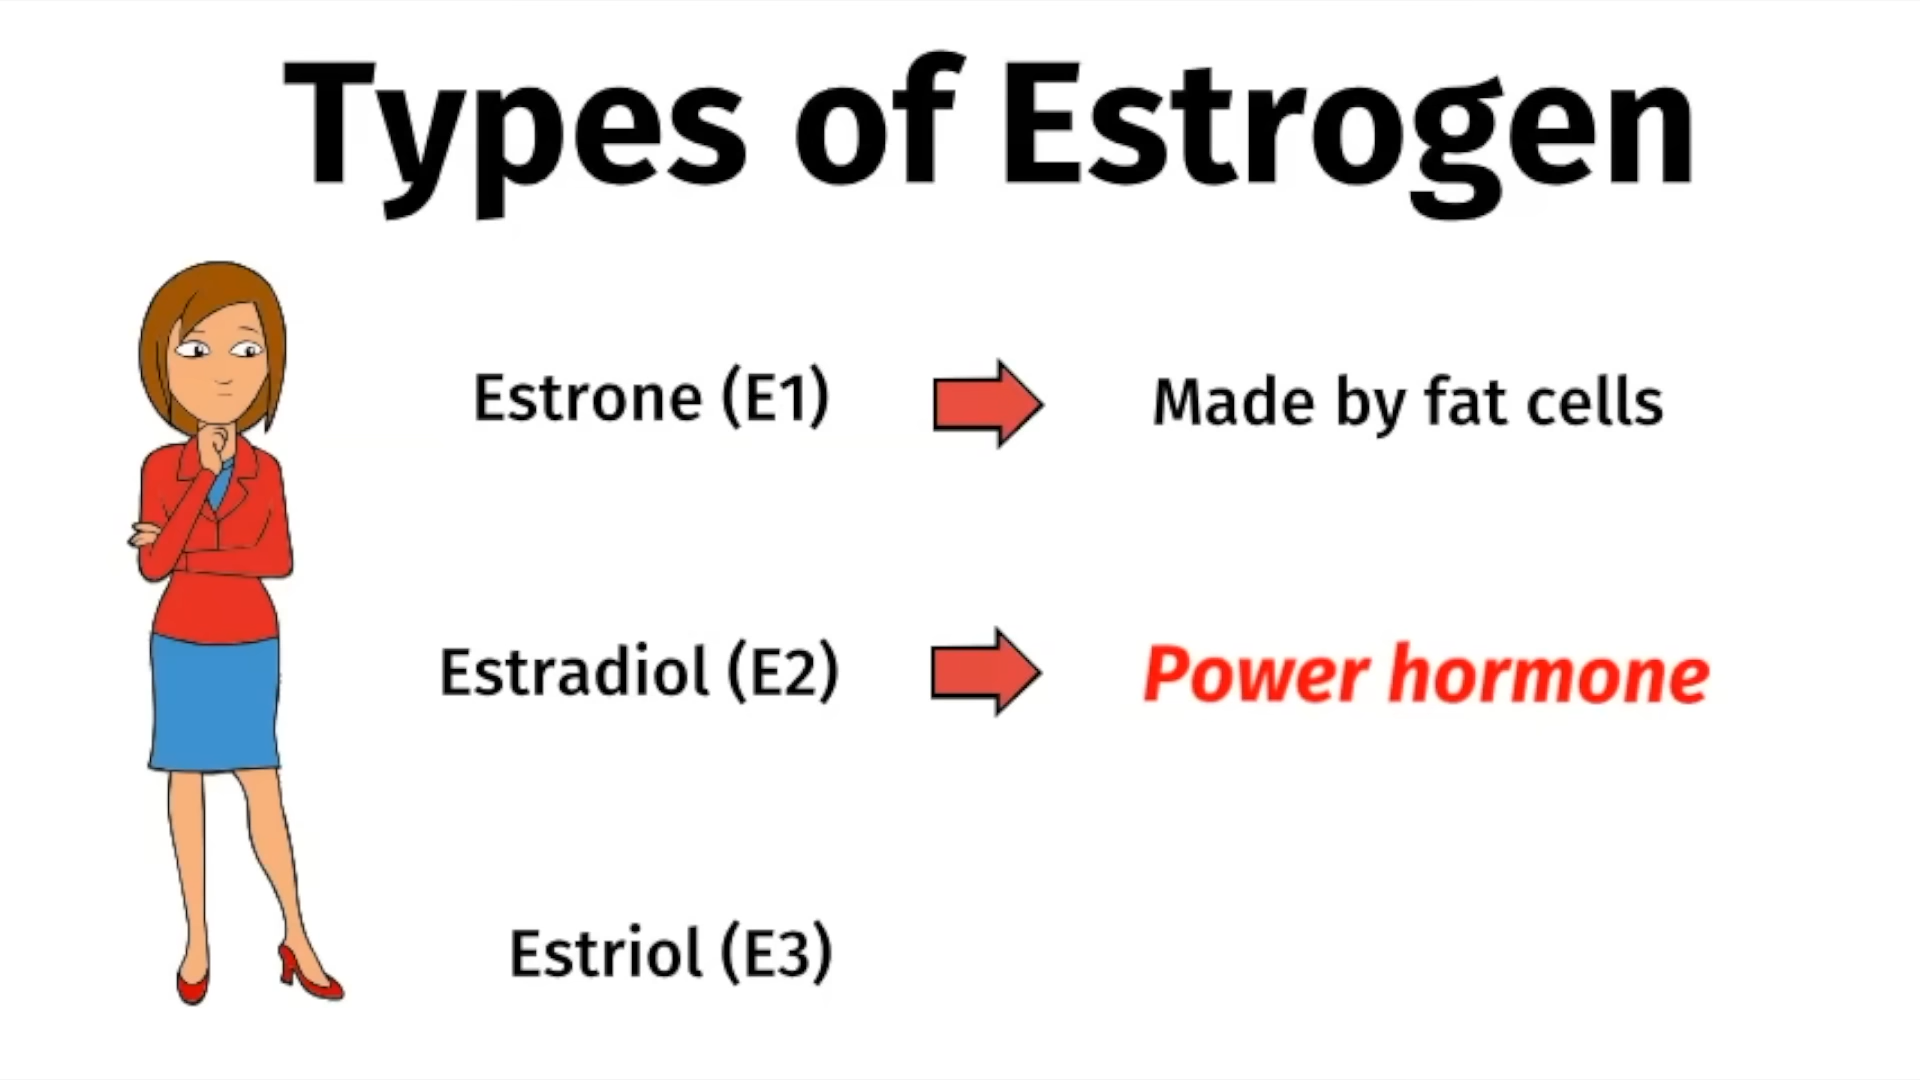 Types of Estrogen
Estrone (E1)
Made by fat cells
Estradiol (E2)
Power hormone
Estriol (E3)